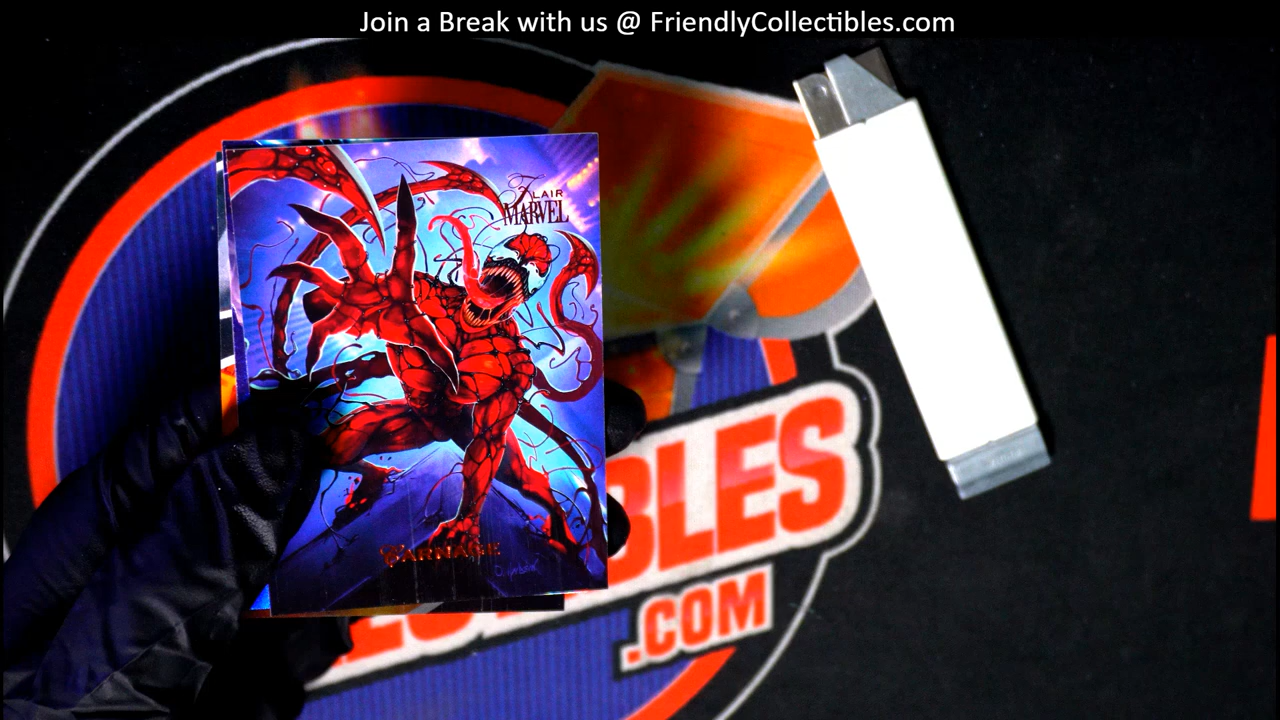 Join a Break with us @ FriendlyCollectibles.com
FLAIR
MARVEL
CARNAGE
BLES
.COM